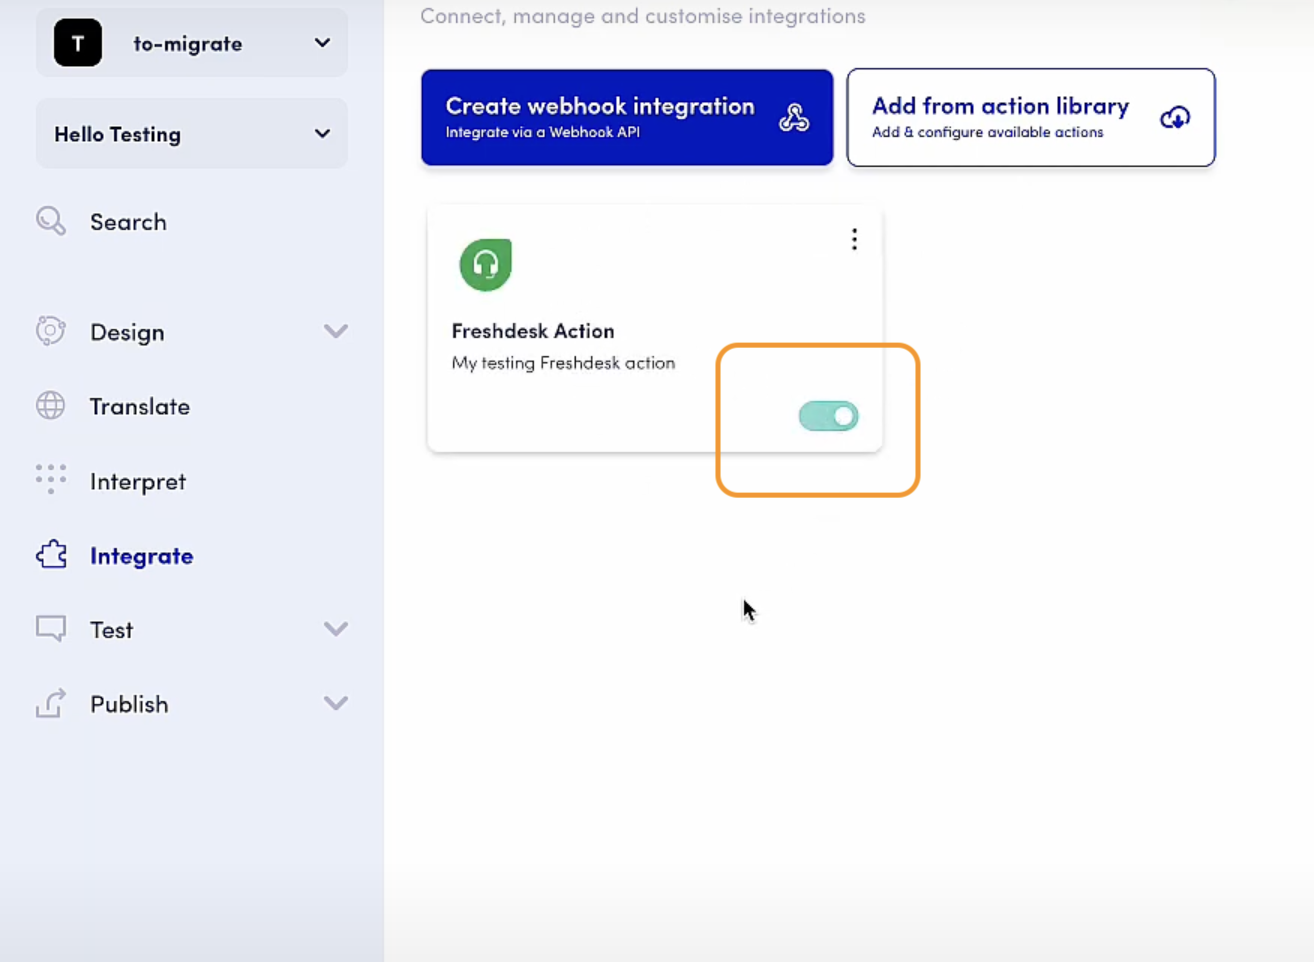 T
to-migrate
Hello Testing
Search
Design
Translate
Interpret
Integrate
Test
Publish
Connect, manage and customise integrations
Create webhook integration
Integrate via a Webhook API
Add from action library
Add & configure available actions
Freshdesk Action
My testing Freshdesk action